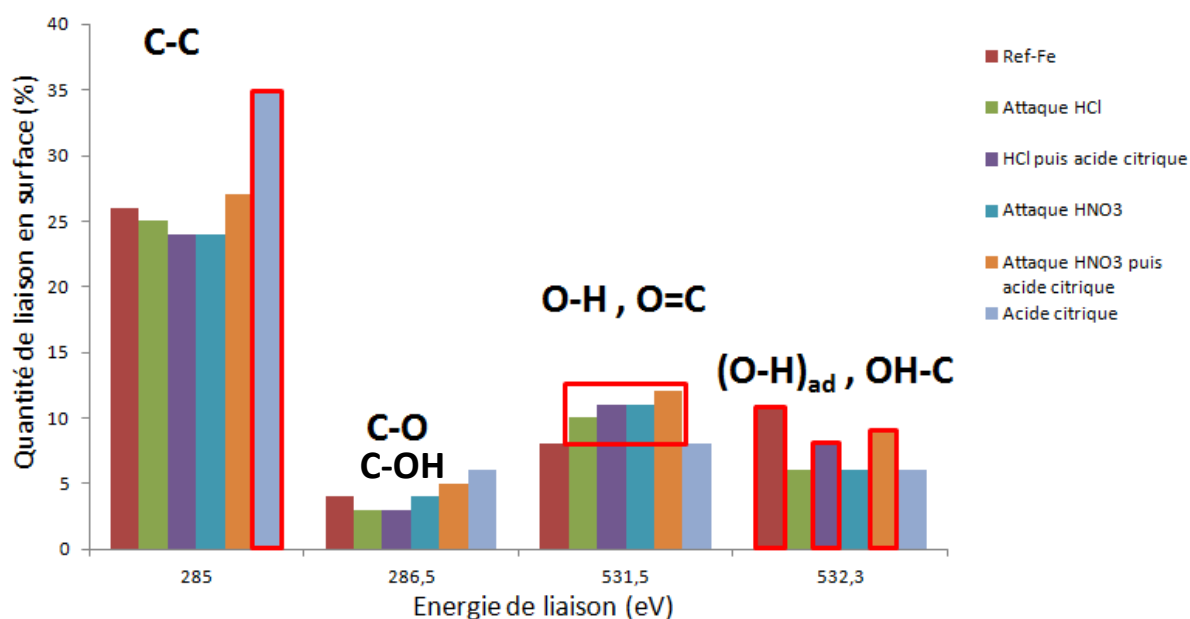 Quantité de liaison en surface (%)
40
35
30
25
20
15
10
5
0
C-C
C-O
C-OH
O-H , O=C
(O-H)ad , OH-C
285
286,5
531,5
532,3
Energie de liaison (eV)
Ref-Fe
Attaque HCl
HCl puis acide citrique
Attaque HNO3
Attaque HNO3 puis
acide citrique
Acide citrique